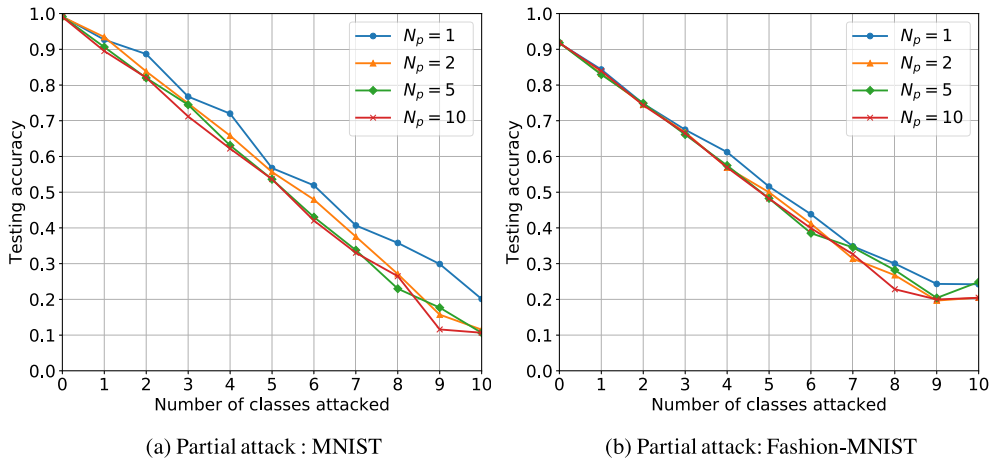 1.0
0.9
0.8
0.7
0.6
0.5
0.4
0.3
0.2
0.1
0.0
Testing accuracy
0 1 2 3 4 5 6 7 8 9 10
Number of classes attacked
N_p = 1
N_p = 2
N_p = 5
N_p = 10
(a) Partial attack : MNIST
1.0
0.9
0.8
0.7
0.6
0.5
0.4
0.3
0.2
0.1
0.0
Testing accuracy
0 1 2 3 4 5 6 7 8 9 10
Number of classes attacked
N_p = 1
N_p = 2
N_p = 5
N_p = 10
(b) Partial attack: Fashion-MNIST